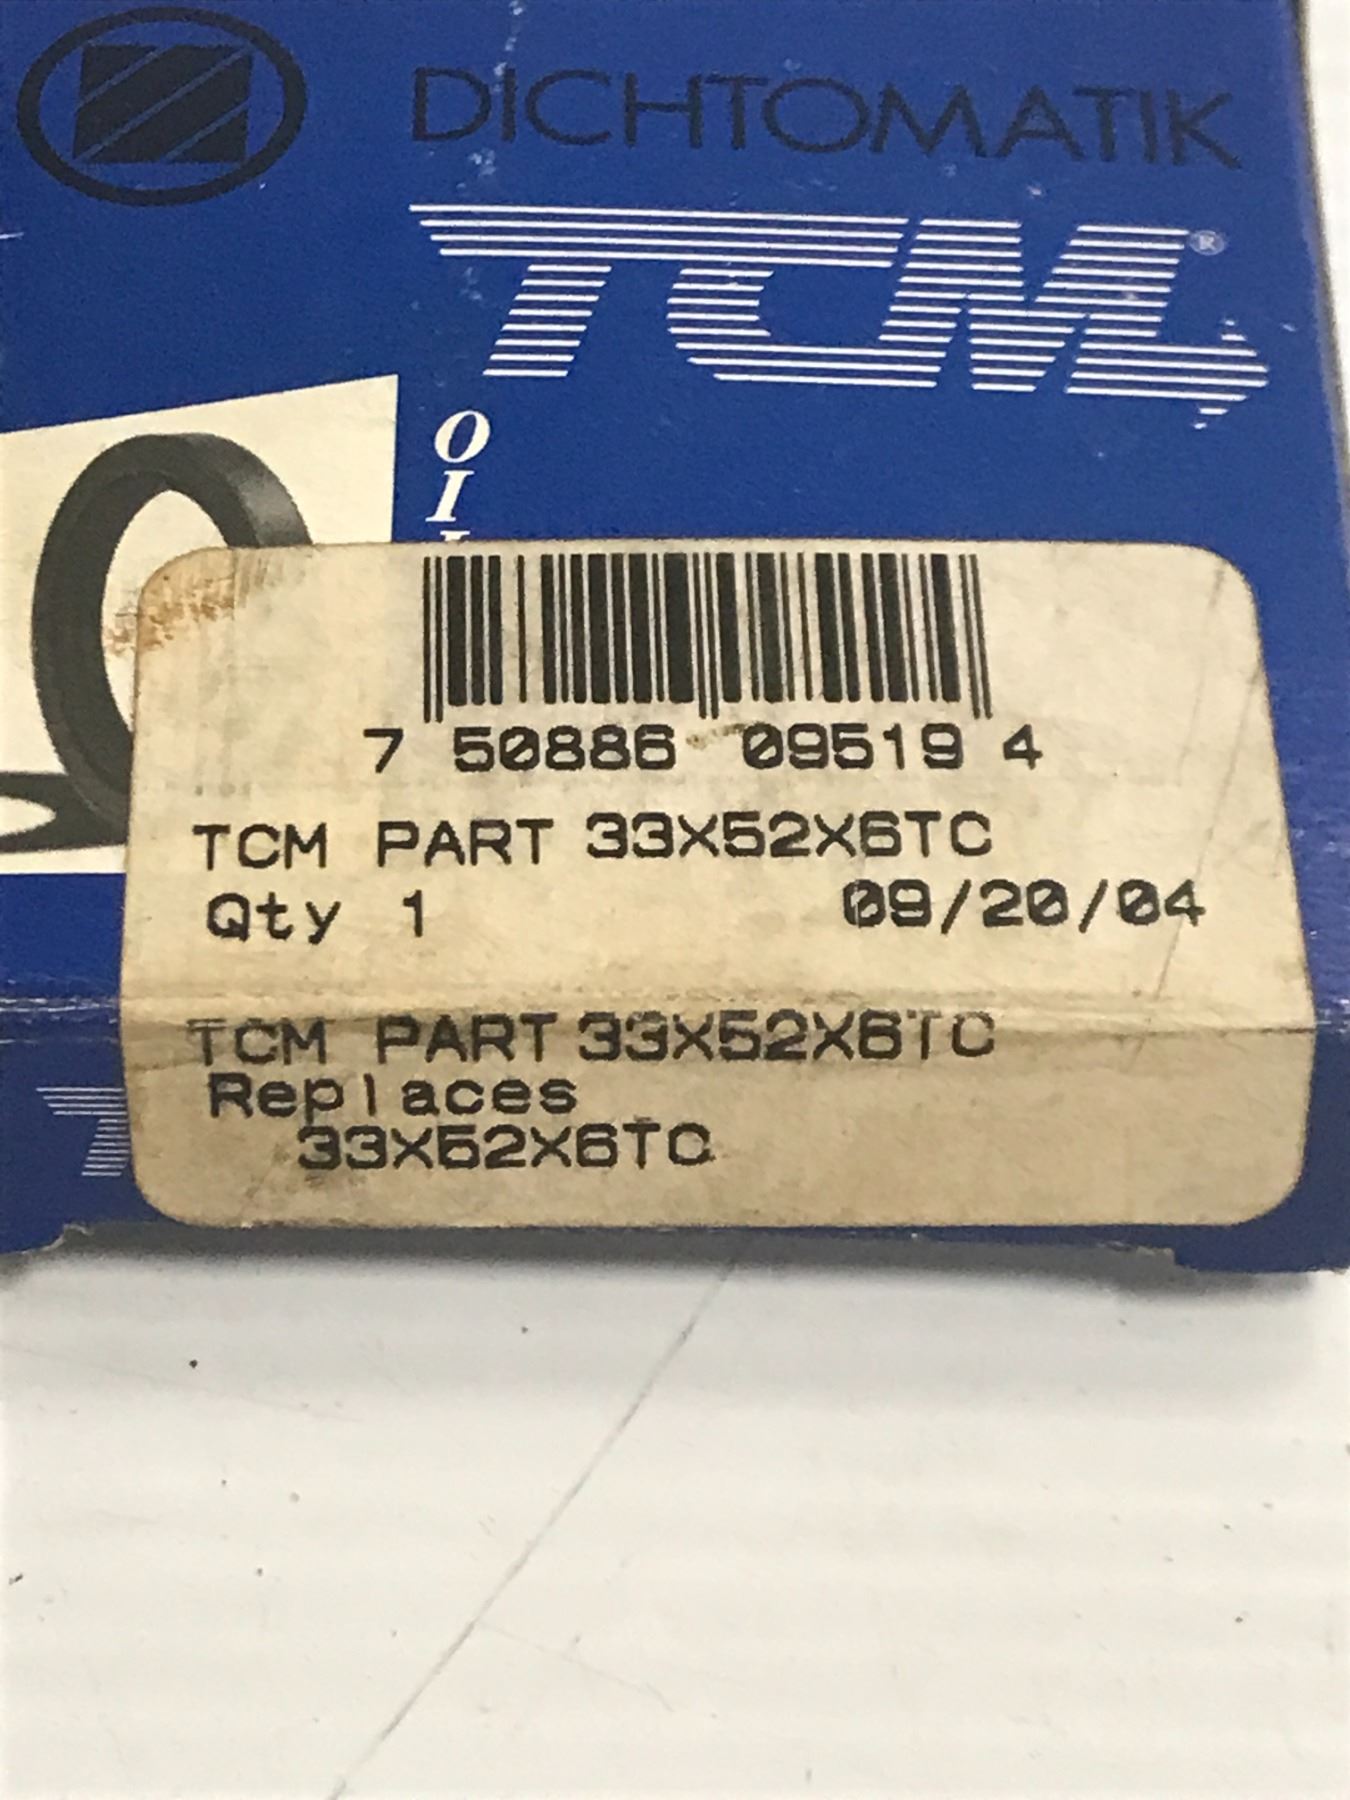 DICHTOMATIK
TCM®
OI
7 50886 09519 4
TCM PART 33X52X6TC
Qty 1 09/20/04
TCM PART 33X52X6TC
Replaces
33X52X6TC